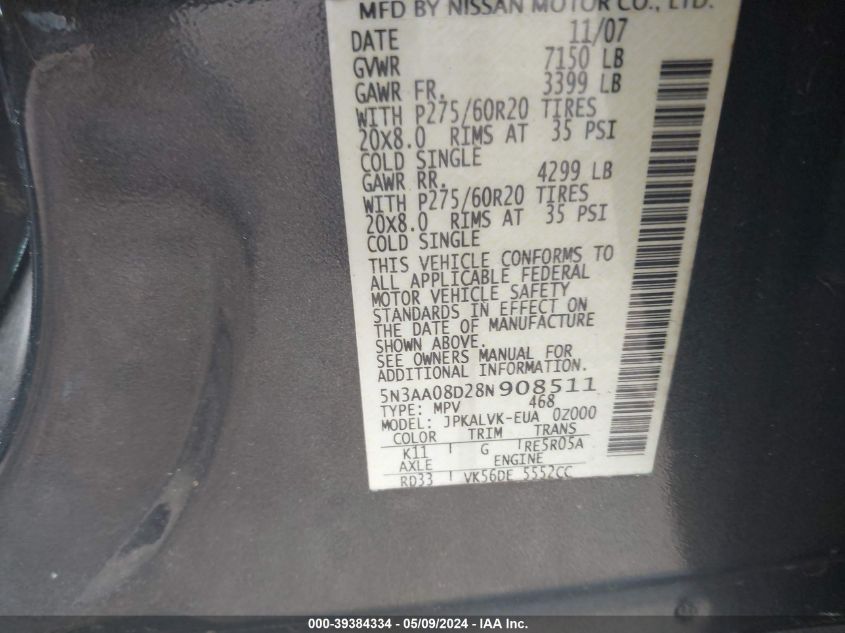 MFD BY NISSAN MOTOR CO., LTD.
DATE 11/07
GVWR 7150 LB
GAWR FR. 3399 LB
WITH P275/60R20 TIRES
20X8.0 RIMS AT 35 PSI
COLD SINGLE
GAWR RR. 4299 LB
WITH P275/60R20 TIRES
20X8.0 RIMS AT 35 PSI
COLD SINGLE
THIS VEHICLE CONFORMS TO
ALL APPLICABLE FEDERAL
MOTOR VEHICLE SAFETY
STANDARDS IN EFFECT ON
THE DATE OF MANUFACTURE
SHOWN ABOVE.
SEE OWNERS MANUAL FOR
ADDITIONAL INFORMATION.
5N3AA08D28N908511
TYPE: MPV 468
MODEL: JPKALVK-EUA 0Z000
COLOR TRIM TRANS
K11 G RE5R05A
AXLE ENGINE
RD33 VK56DE 5552CC
000-39384334 - 05/09/2024 - IAA Inc.